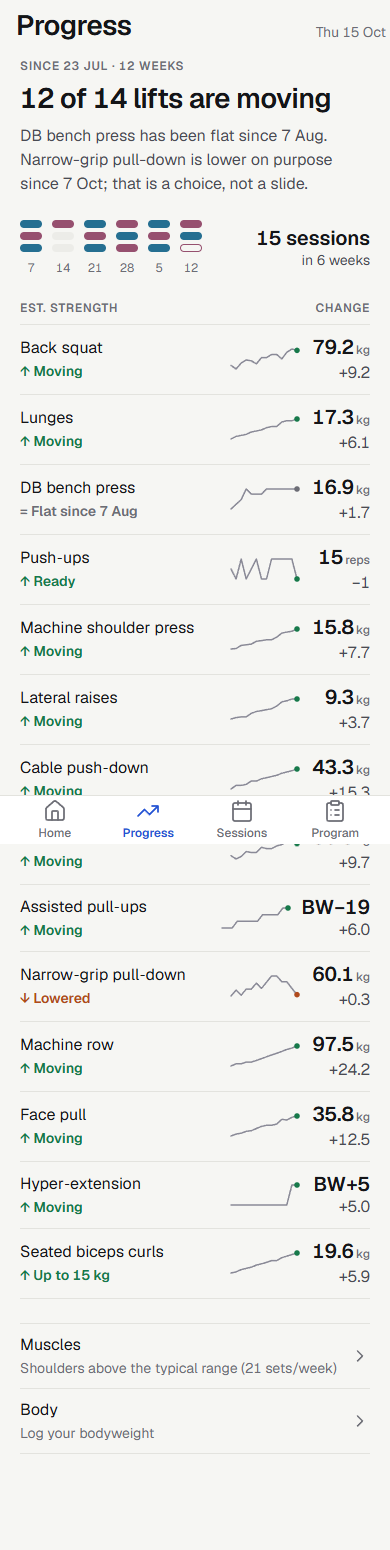 Progress
Thu 15 Oct
SINCE 23 JUL · 12 WEEKS
12 of 14 lifts are moving
DB bench press has been flat since 7 Aug.
Narrow-grip pull-down is lower on purpose
since 7 Oct; that is a choice, not a slide.
7 14 21 28 5 12
15 sessions
in 6 weeks
EST. STRENGTH CHANGE
Back squat 79.2 kg
↑ Moving +9.2
Lunges 17.3 kg
↑ Moving +6.1
DB bench press 16.9 kg
= Flat since 7 Aug +1.7
Push-ups 15 reps
↑ Ready −1
Machine shoulder press 15.8 kg
↑ Moving +7.7
Lateral raises 9.3 kg
↑ Moving +3.7
Cable push-down 43.3 kg
↑ Moving +15.3
Home Progress Sessions Program
↑ Moving +9.7
Assisted pull-ups BW−19
↑ Moving +6.0
Narrow-grip pull-down 60.1 kg
↓ Lowered +0.3
Machine row 97.5 kg
↑ Moving +24.2
Face pull 35.8 kg
↑ Moving +12.5
Hyper-extension BW+5
↑ Moving +5.0
Seated biceps curls 19.6 kg
↑ Up to 15 kg +5.9
Muscles
Shoulders above the typical range (21 sets/week)
Body
Log your bodyweight